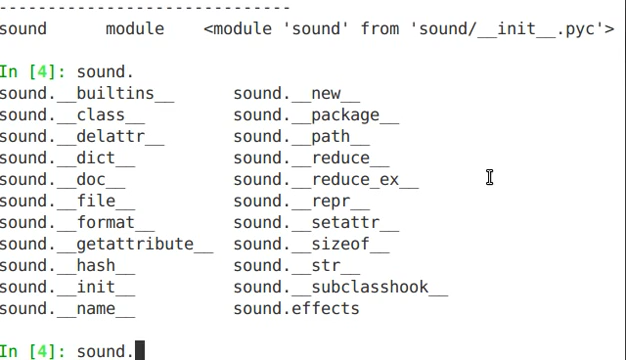 ------------------------------
sound      module    <module 'sound' from 'sound/__init__.pyc'>
In [4]: sound.
sound.__builtins__      sound.__new__
sound.__class__         sound.__package__
sound.__delattr__       sound.__path__
sound.__dict__          sound.__reduce__
sound.__doc__           sound.__reduce_ex__
sound.__file__          sound.__repr__
sound.__format__        sound.__setattr__
sound.__getattribute__  sound.__sizeof__
sound.__hash__          sound.__str__
sound.__init__          sound.__subclasshook__
sound.__name__          sound.effects
In [4]: sound.